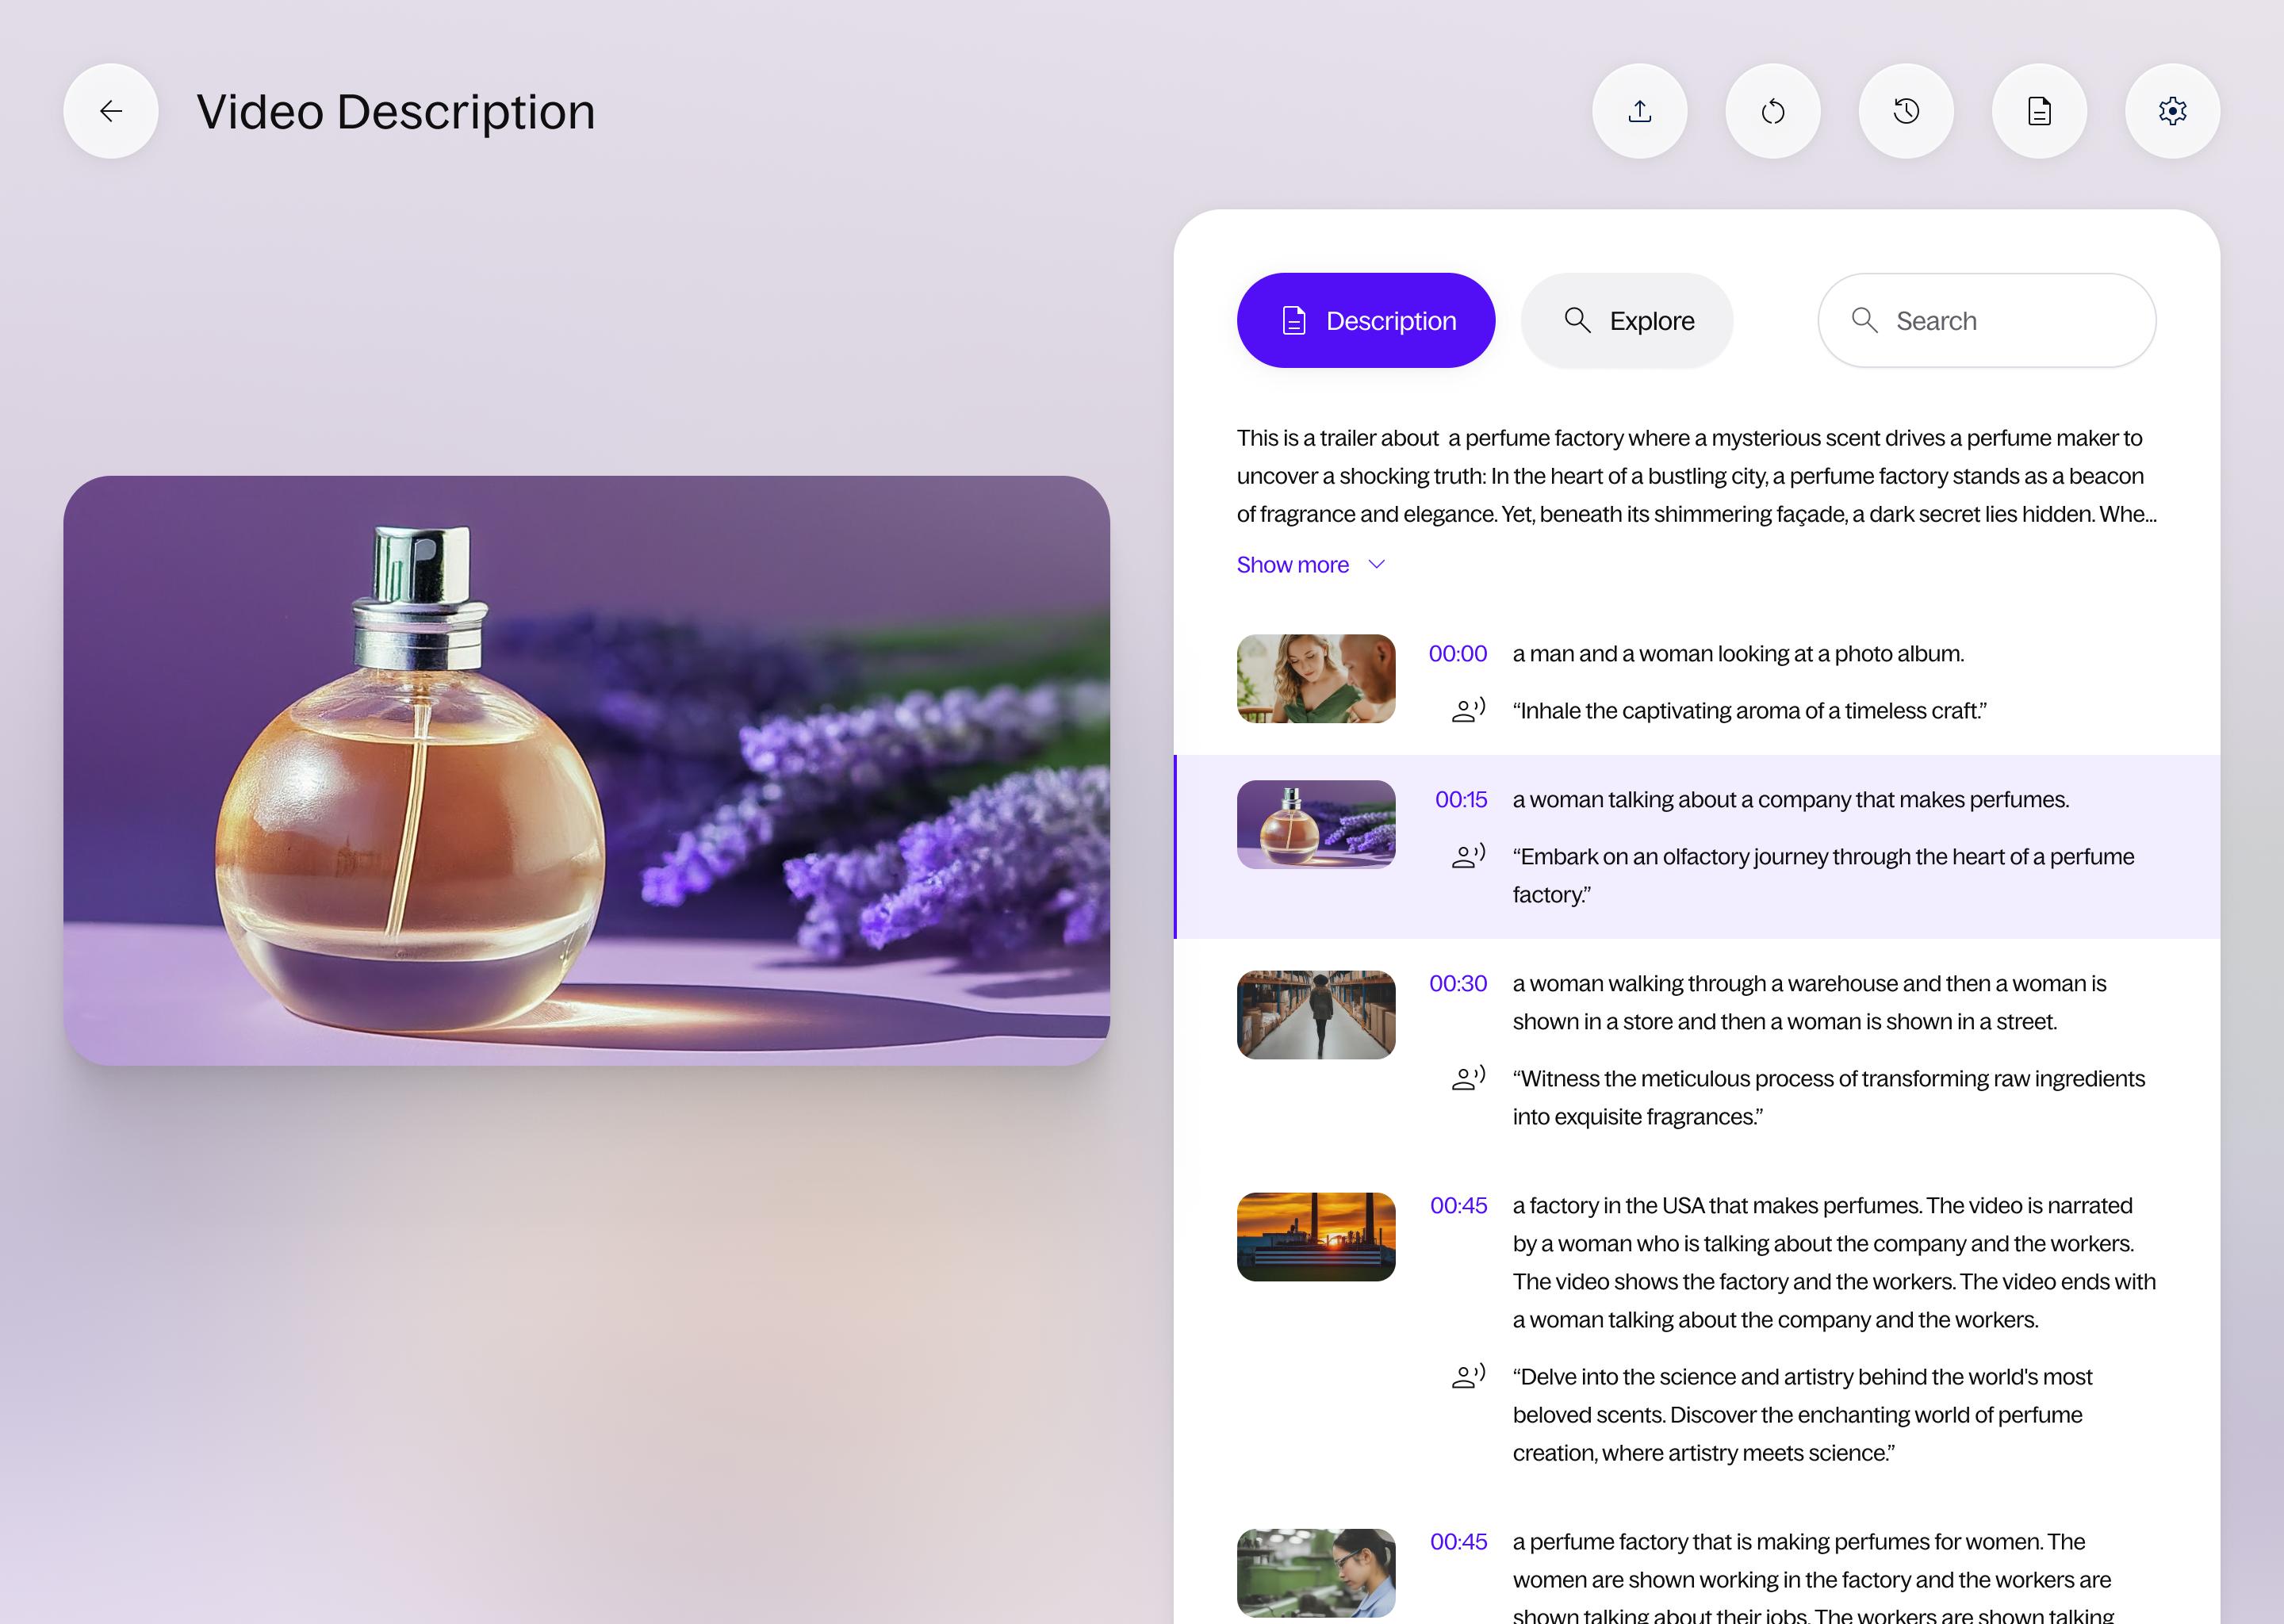 Video Description
Description
Explore
Search
This is a trailer about  a perfume factory where a mysterious scent drives a perfume maker to
uncover a shocking truth: In the heart of a bustling city, a perfume factory stands as a beacon
of fragrance and elegance. Yet, beneath its shimmering façade, a dark secret lies hidden. Whe...
Show more
00:00 a man and a woman looking at a photo album.
“Inhale the captivating aroma of a timeless craft.”
00:15 a woman talking about a company that makes perfumes.
“Embark on an olfactory journey through the heart of a perfume
factory.”
00:30 a woman walking through a warehouse and then a woman is
shown in a store and then a woman is shown in a street.
“Witness the meticulous process of transforming raw ingredients
into exquisite fragrances.”
00:45 a factory in the USA that makes perfumes. The video is narrated
by a woman who is talking about the company and the workers.
The video shows the factory and the workers. The video ends with
a woman talking about the company and the workers.
“Delve into the science and artistry behind the world's most
beloved scents. Discover the enchanting world of perfume
creation, where artistry meets science.”
00:45 a perfume factory that is making perfumes for women. The
women are shown working in the factory and the workers are
shown talking about their jobs. The workers are shown talking